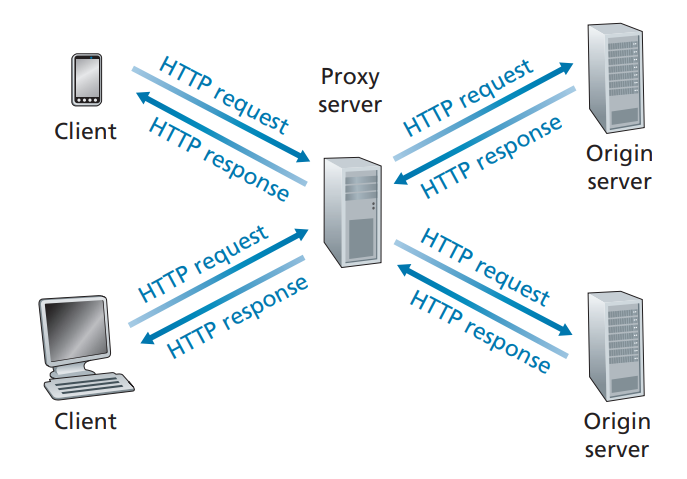 HTTP request
HTTP response
Client
Proxy
server
HTTP request
HTTP response
Origin
server
HTTP request
HTTP response
Client
HTTP request
HTTP response
Origin
server